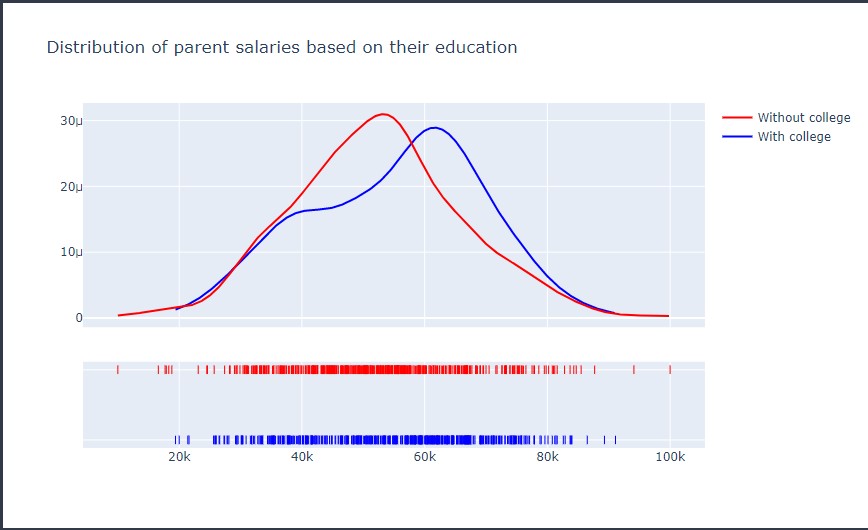 Distribution of parent salaries based on their education
30μ
20μ
10μ
0
Without college
With college
20k 40k 60k 80k 100k